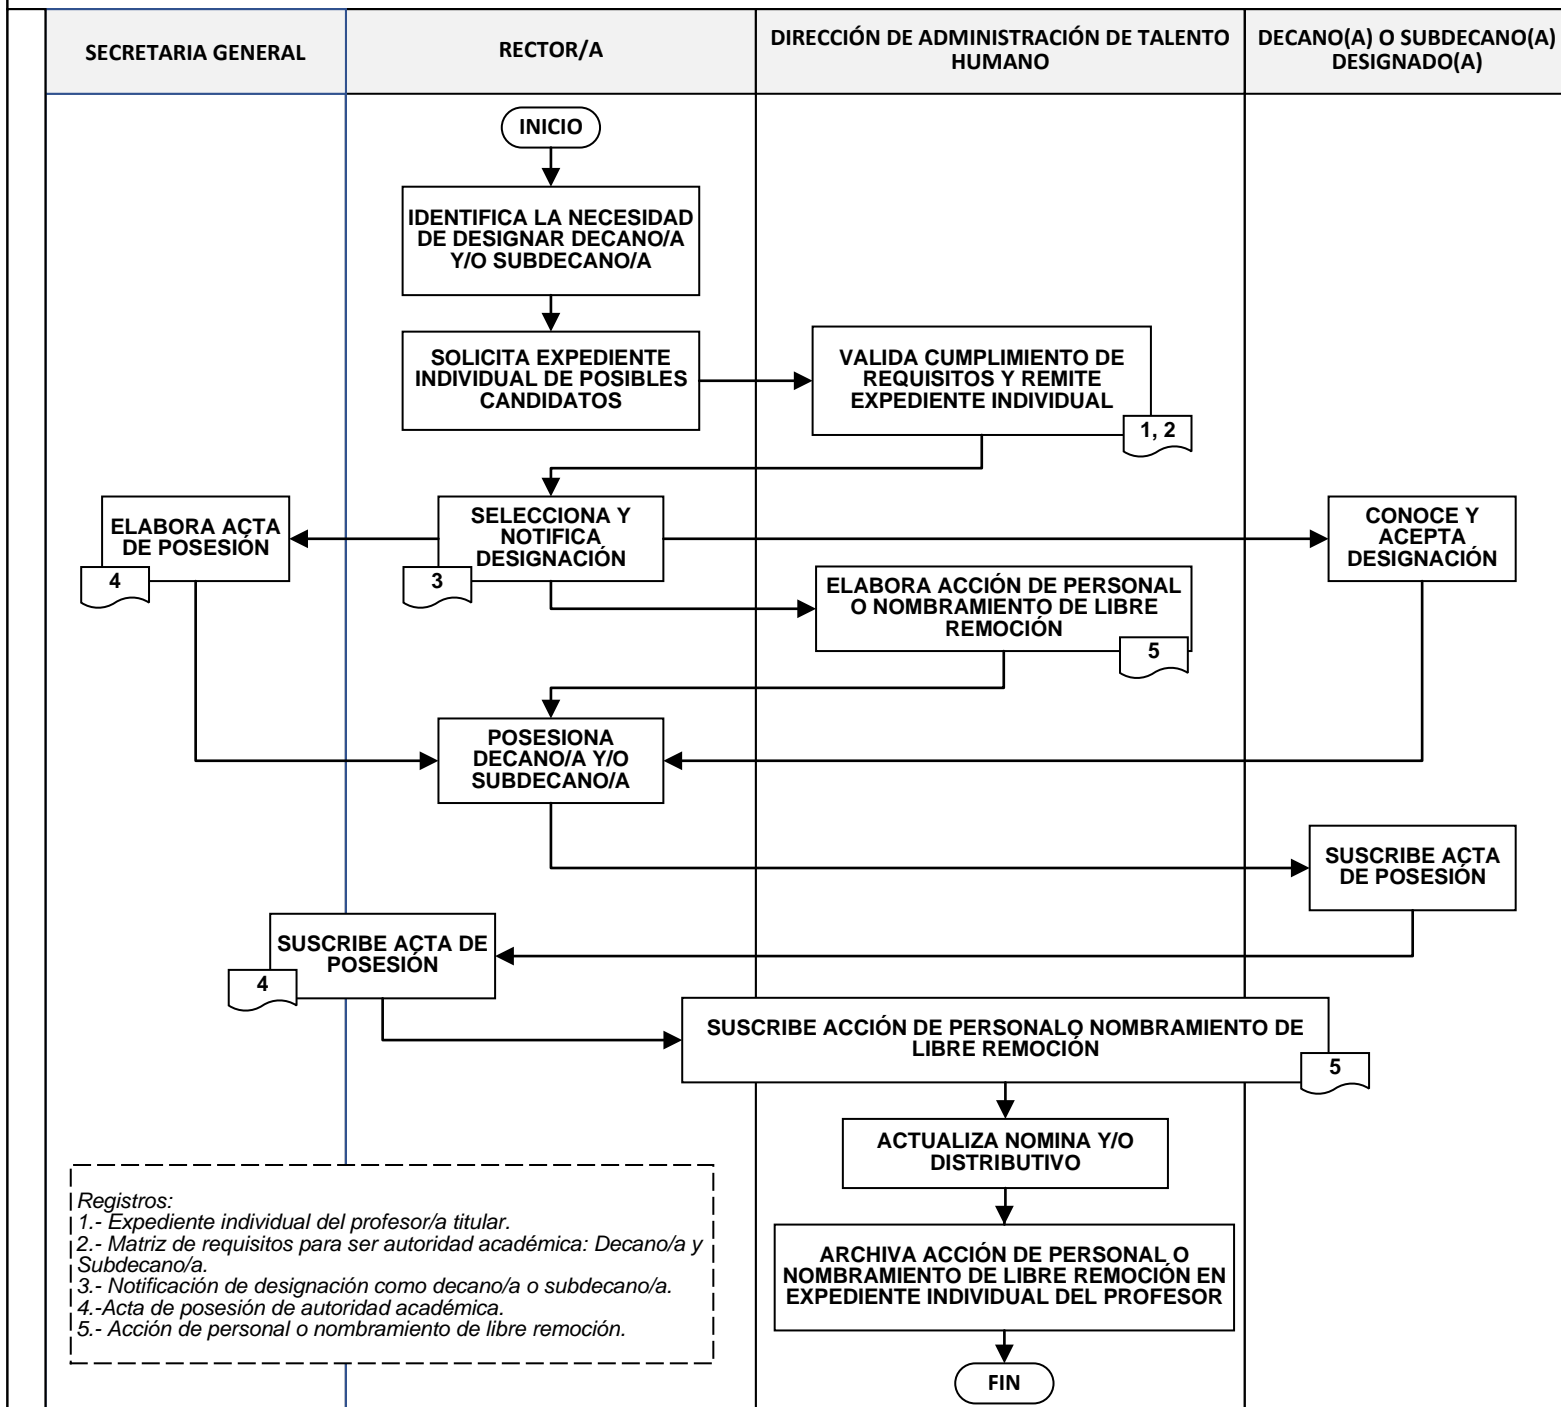 SECRETARIA GENERAL
RECTOR/A
DIRECCIÓN DE ADMINISTRACIÓN DE TALENTO
HUMANO
DECANO(A) O SUBDECANO(A)
DESIGNADO(A)
INICIO
IDENTIFICA LA NECESIDAD
DE DESIGNAR DECANO/A
Y/O SUBDECANO/A
SOLICITA EXPEDIENTE
INDIVIDUAL DE POSIBLES
CANDIDATOS
VALIDA CUMPLIMIENTO DE
REQUISITOS Y REMITE
EXPEDIENTE INDIVIDUAL
1, 2
ELABORA ACTA
DE POSESIÓN
4
SELECCIONA Y
NOTIFICA
DESIGNACIÓN
3
CONOCE Y
ACEPTA
DESIGNACIÓN
ELABORA ACCIÓN DE PERSONAL
O NOMBRAMIENTO DE LIBRE
REMOCIÓN
5
POSESIONA
DECANO/A Y/O
SUBDECANO/A
SUSCRIBE ACTA
DE POSESIÓN
SUSCRIBE ACTA DE
POSESIÓN
4
SUSCRIBE ACCIÓN DE PERSONALO NOMBRAMIENTO DE
LIBRE REMOCIÓN
5
ACTUALIZA NOMINA Y/O
DISTRIBUTIVO
ARCHIVA ACCIÓN DE PERSONAL O
NOMBRAMIENTO DE LIBRE REMOCIÓN EN
EXPEDIENTE INDIVIDUAL DEL PROFESOR
FIN
Registros:
1.- Expediente individual del profesor/a titular.
2.- Matriz de requisitos para ser autoridad académica: Decano/a y
Subdecano/a.
3.- Notificación de designación como decano/a o subdecano/a.
4.-Acta de posesión de autoridad académica.
5.- Acción de personal o nombramiento de libre remoción.